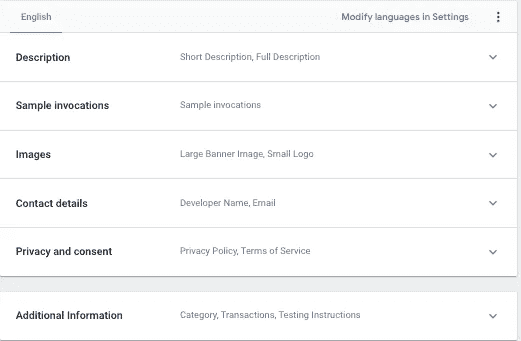 English
Modify languages in Settings
Description
Short Description, Full Description
Sample invocations
Sample invocations
Images
Large Banner Image, Small Logo
Contact details
Developer Name, Email
Privacy and consent
Privacy Policy, Terms of Service
Additional Information
Category, Transactions, Testing Instructions